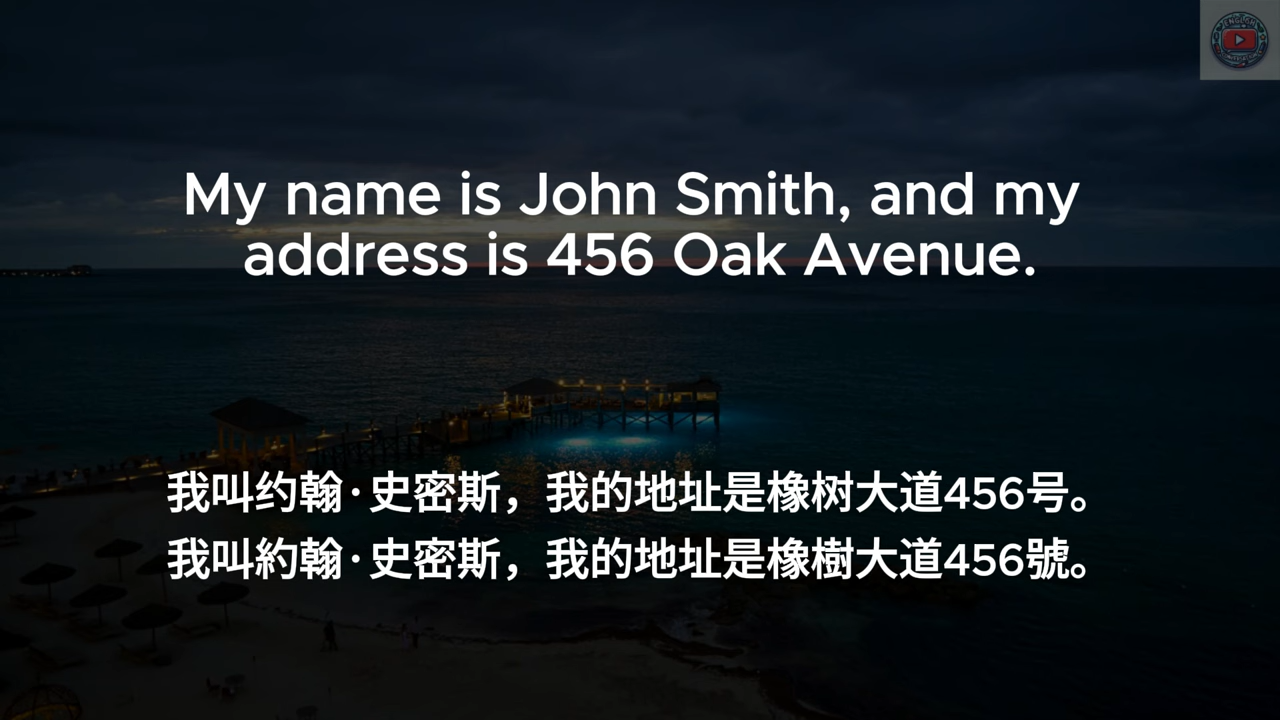 My name is John Smith, and my
address is 456 Oak Avenue.
我叫约翰·史密斯，我的地址是橡树大道456号。
我叫約翰·史密斯，我的地址是橡樹大道456號。
ENGLISH